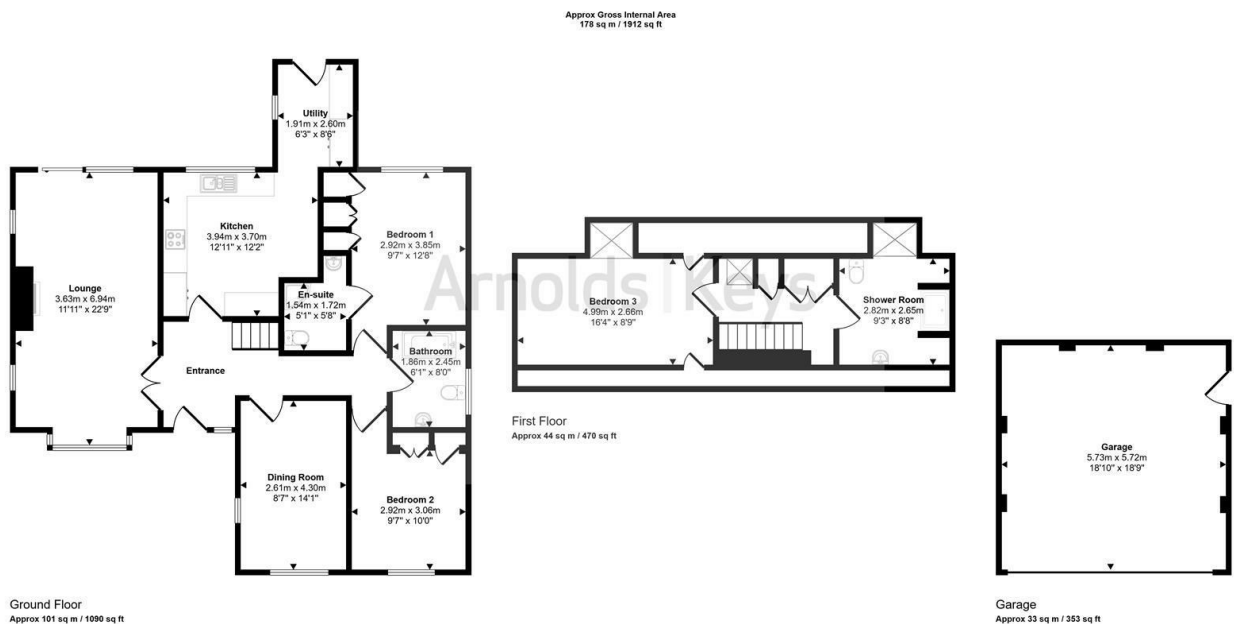 Approx Gross Internal Area
178 sq m / 1912 sq ft
Utility
1.91m x 2.60m
6'3" x 8'6"
Kitchen
3.94m x 3.70m
12'11" x 12'2"
Bedroom 1
2.92m x 3.85m
9'7" x 12'8"
Lounge
3.63m x 6.94m
11'11" x 22'9"
En-suite
1.54m x 1.72m
5'1" x 5'8"
Bathroom
1.86m x 2.45m
6'1" x 8'0"
Entrance
Dining Room
2.61m x 4.30m
8'7" x 14'1"
Bedroom 2
2.92m x 3.06m
9'7" x 10'0"
Ground Floor
Approx 101 sq m / 1090 sq ft
Arnolds | Keys
Bedroom 3
4.99m x 2.66m
16'4" x 8'9"
Shower Room
2.82m x 2.65m
9'3" x 8'8"
First Floor
Approx 44 sq m / 470 sq ft
Garage
5.73m x 5.72m
18'10" x 18'9"
Garage
Approx 33 sq m / 353 sq ft